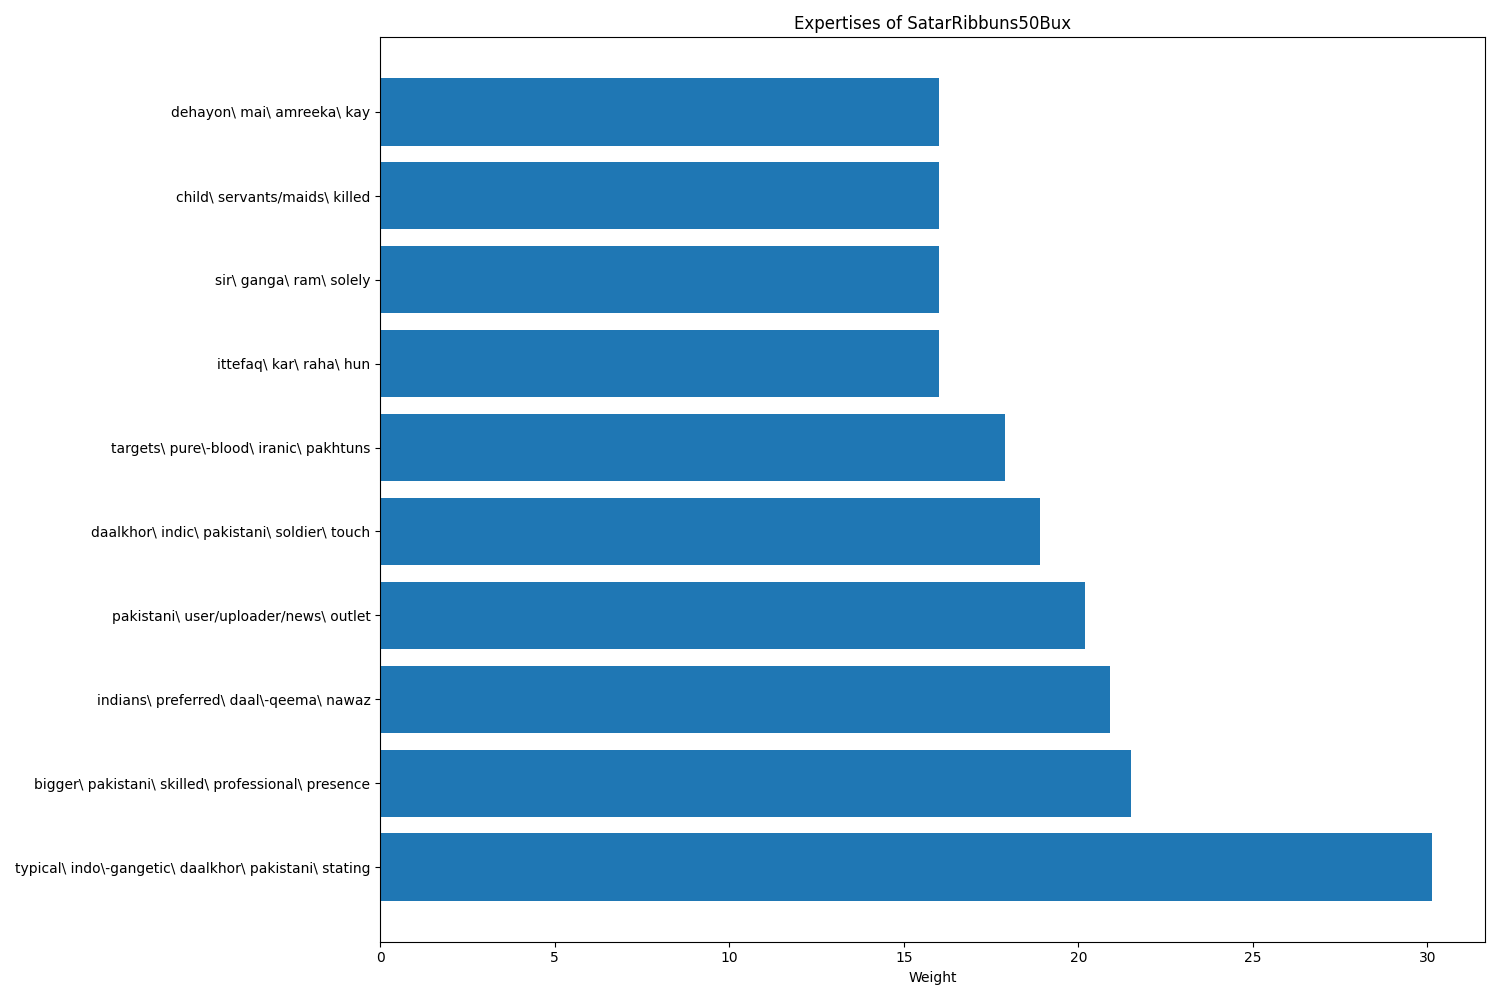 Expertises of SatarRibbuns50Bux
dehayon\ mai\ amreeka\ kay
child\ servants/maids\ killed
sir\ ganga\ ram\ solely
ittefaq\ kar\ raha\ hun
targets\ pure\-blood\ iranic\ pakhtuns
daalkhor\ indic\ pakistani\ soldier\ touch
pakistani\ user/uploader/news\ outlet
indians\ preferred\ daal\-qeema\ nawaz
bigger\ pakistani\ skilled\ professional\ presence
typical\ indo\-gangetic\ daalkhor\ pakistani\ stating
0 5 10 15 20 25 30
Weight